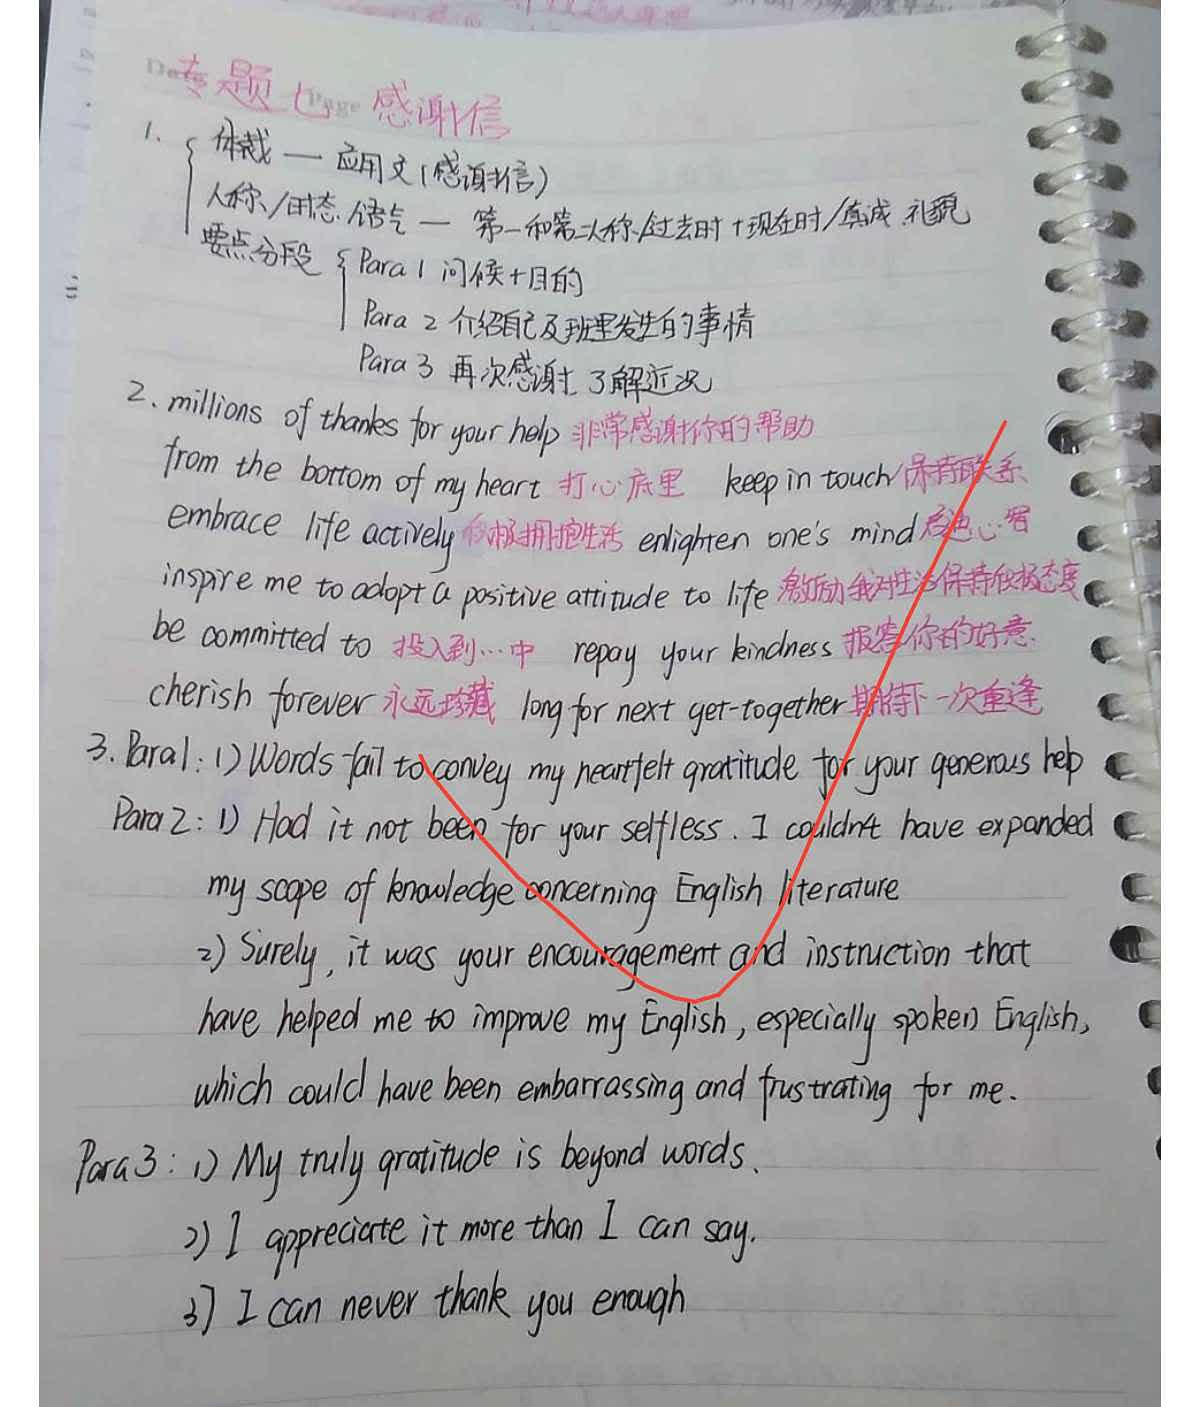 专题七 感谢信
1. 体裁 — 应用文(感谢信)
人称/时态/语气 — 第一和第二人称/过去时+现在时/真诚 礼貌
要点分段 Para 1 问候+目的
Para 2 介绍自己及班里发生的事情
Para 3 再次感谢 了解近况
2. millions of thanks for your help 非常感谢你的帮助
from the bottom of my heart 打心底里 keep in touch 保持联系
embrace life actively 积极拥抱生活 enlighten one's mind 启迪心智
inspire me to adopt a positive attitude to life 激励我对生活保持积极态度
be committed to 投入到…中 repay your kindness 报答你的好意.
cherish forever 永远珍藏 long for next get-together 期待下一次重逢
3. Para1: 1) Words fail to convey my heartfelt gratitude for your generous help
Para 2: 1) Had it not been for your selfless. I couldn't have expanded
my scope of knowledge concerning English literature
2) Surely, it was your encouragement and instruction that
have helped me to improve my English, especially spoken English,
which could have been embarrassing and frustrating for me.
Para 3: 1) My truly gratitude is beyond words.
2) I appreciate it more than I can say.
3) I can never thank you enough